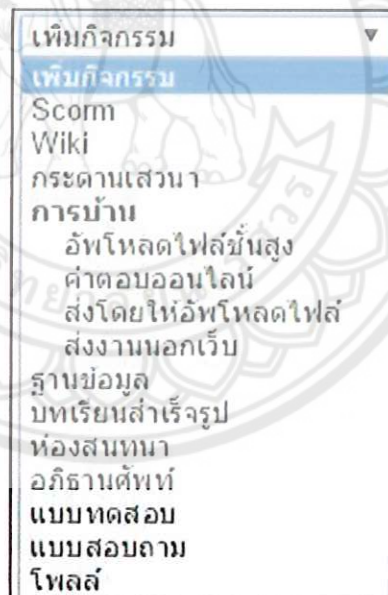 เพิ่มกิจกรรม
เพิ่มกิจกรรม
Scorm
Wiki
กระดานเสวนา
การบ้าน
อัพโหลดไฟล์ชั้นสูง
คำตอบออนไลน์
ส่งโดยให้อัพโหลดไฟล์
ส่งงานนอกเว็บ
ฐานข้อมูล
บทเรียนสำเร็จรูป
ห้องสนทนา
อภิธานศัพท์
แบบทดสอบ
แบบสอบถาม
โพลล์